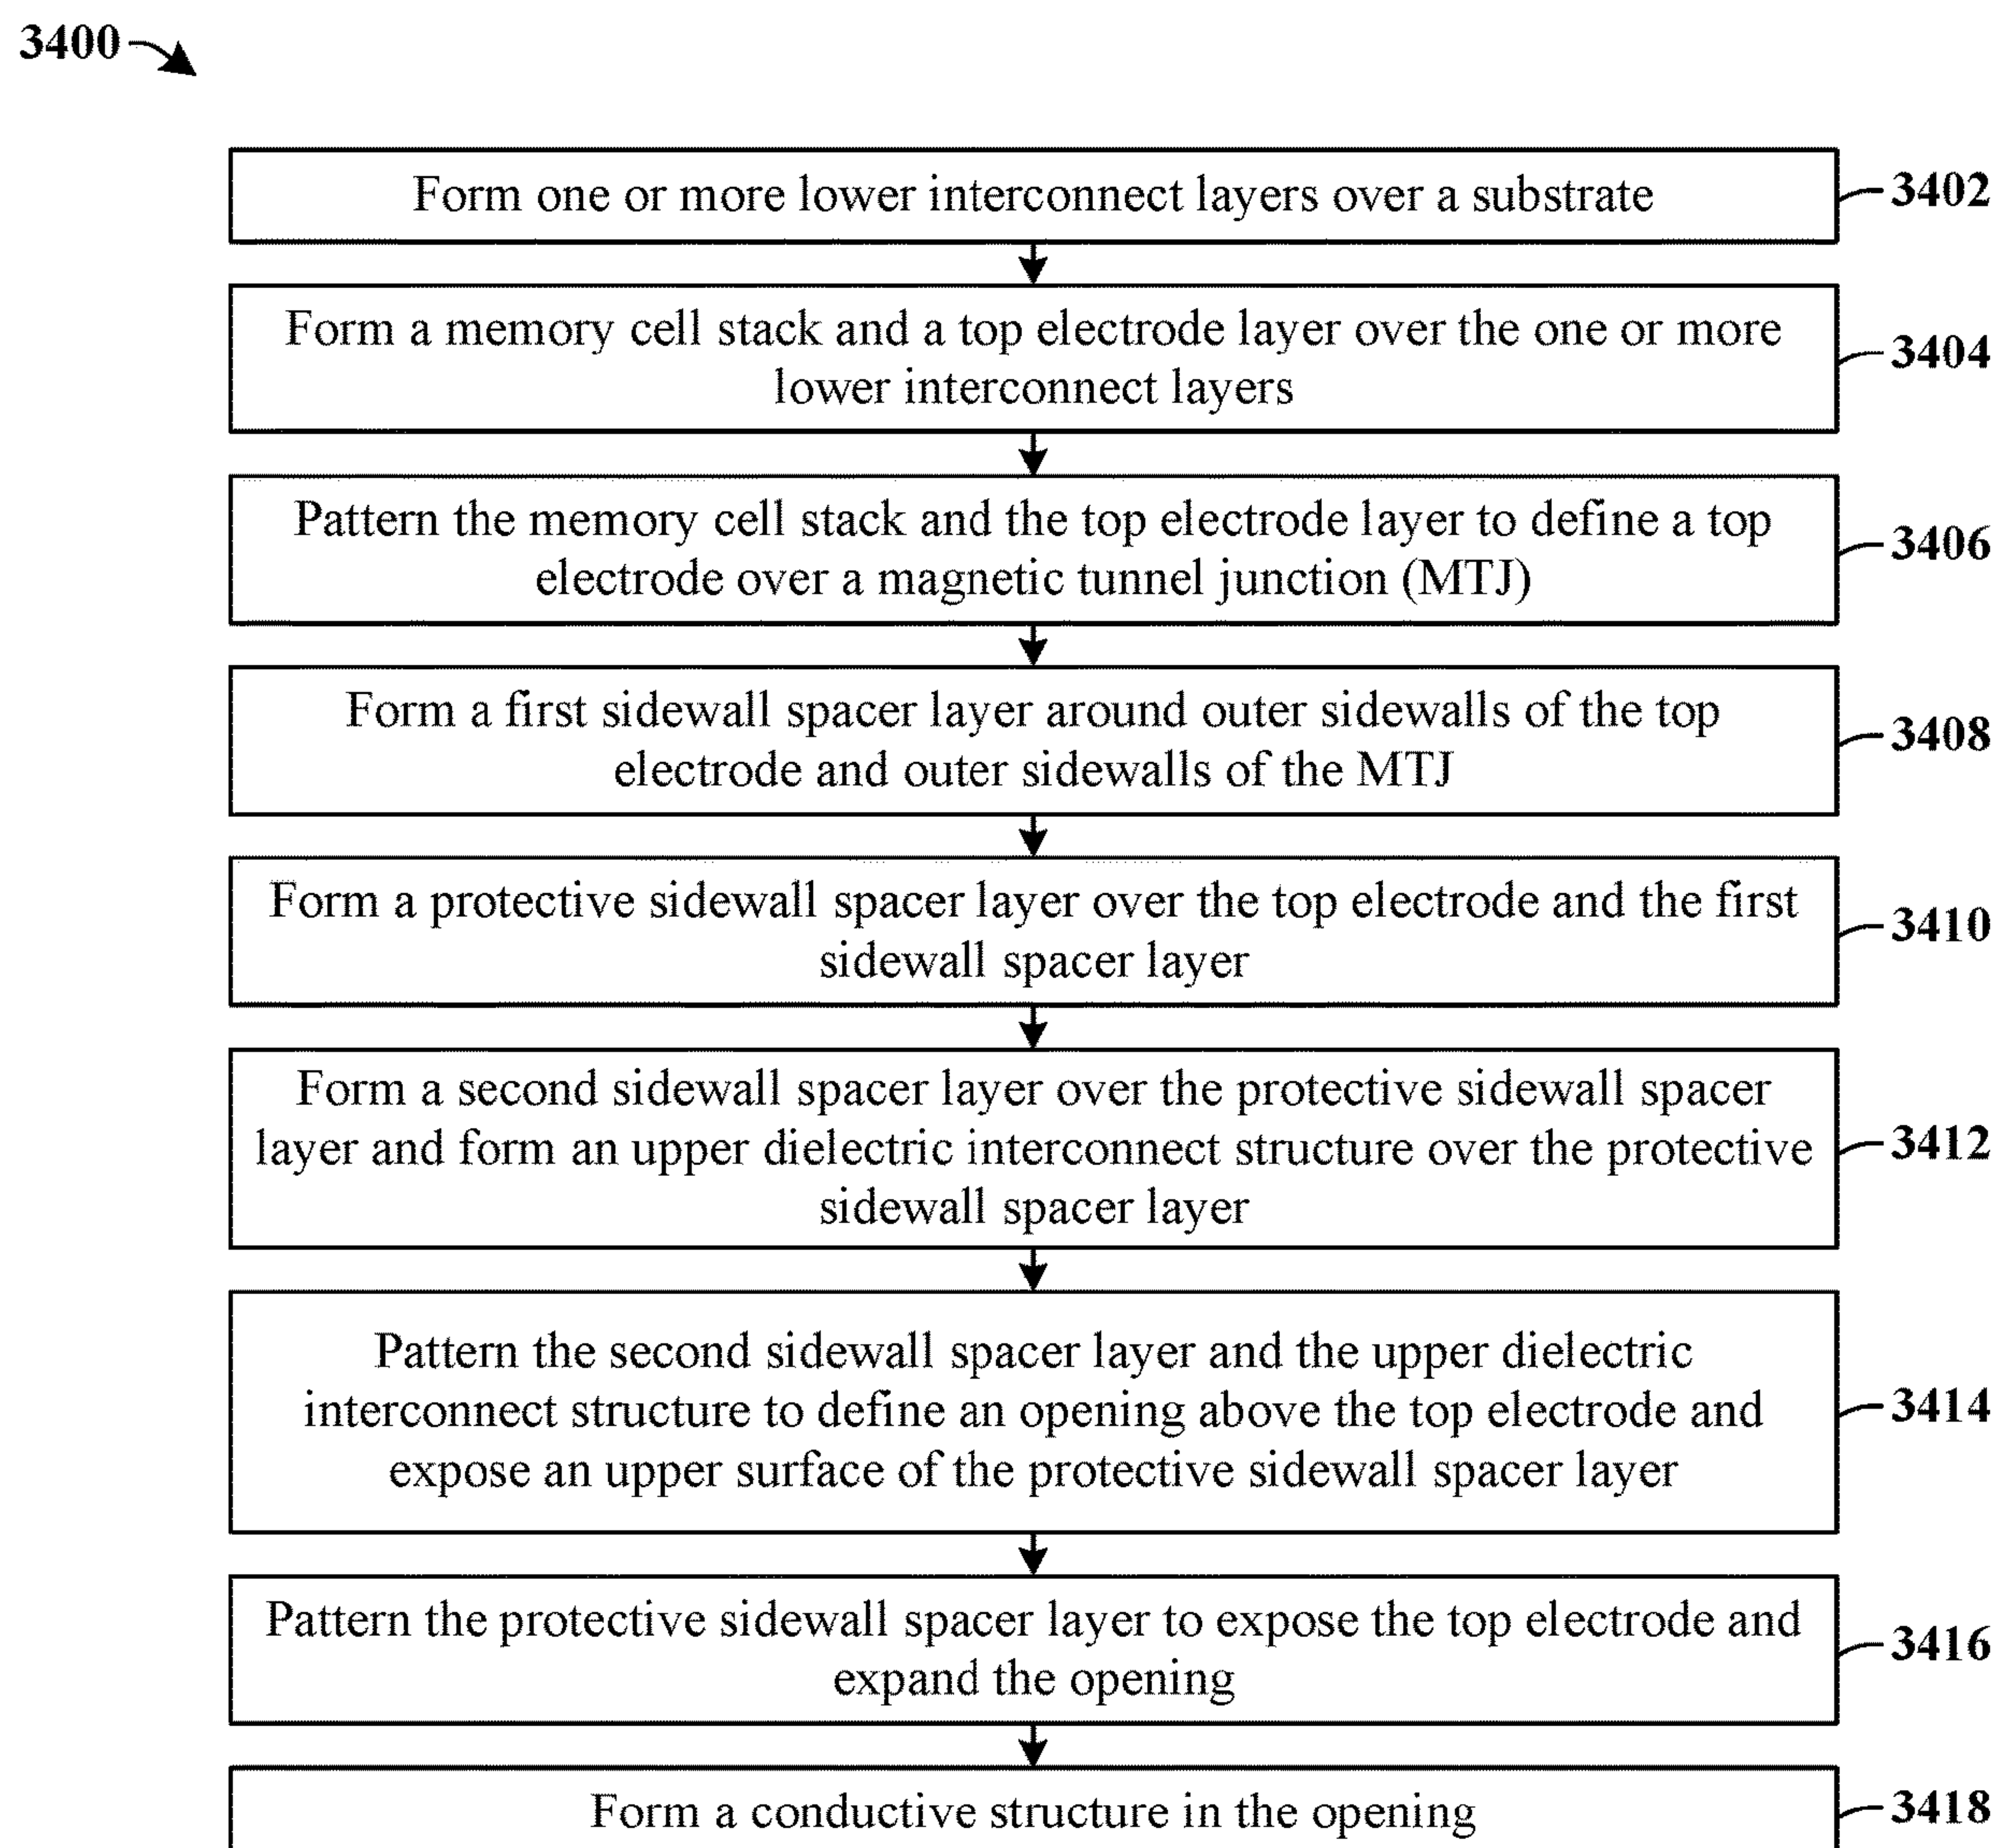 3400
Form one or more lower interconnect layers over a substrate
3402
Form a memory cell stack and a top electrode layer over the one or more
lower interconnect layers
3404
Pattern the memory cell stack and the top electrode layer to define a top
electrode over a magnetic tunnel junction (MTJ)
3406
Form a first sidewall spacer layer around outer sidewalls of the top
electrode and outer sidewalls of the MTJ
3408
Form a protective sidewall spacer layer over the top electrode and the first
sidewall spacer layer
3410
Form a second sidewall spacer layer over the protective sidewall spacer
layer and form an upper dielectric interconnect structure over the protective
sidewall spacer layer
3412
Pattern the second sidewall spacer layer and the upper dielectric
interconnect structure to define an opening above the top electrode and
expose an upper surface of the protective sidewall spacer layer
3414
Pattern the protective sidewall spacer layer to expose the top electrode and
expand the opening
3416
Form a conductive structure in the opening
3418